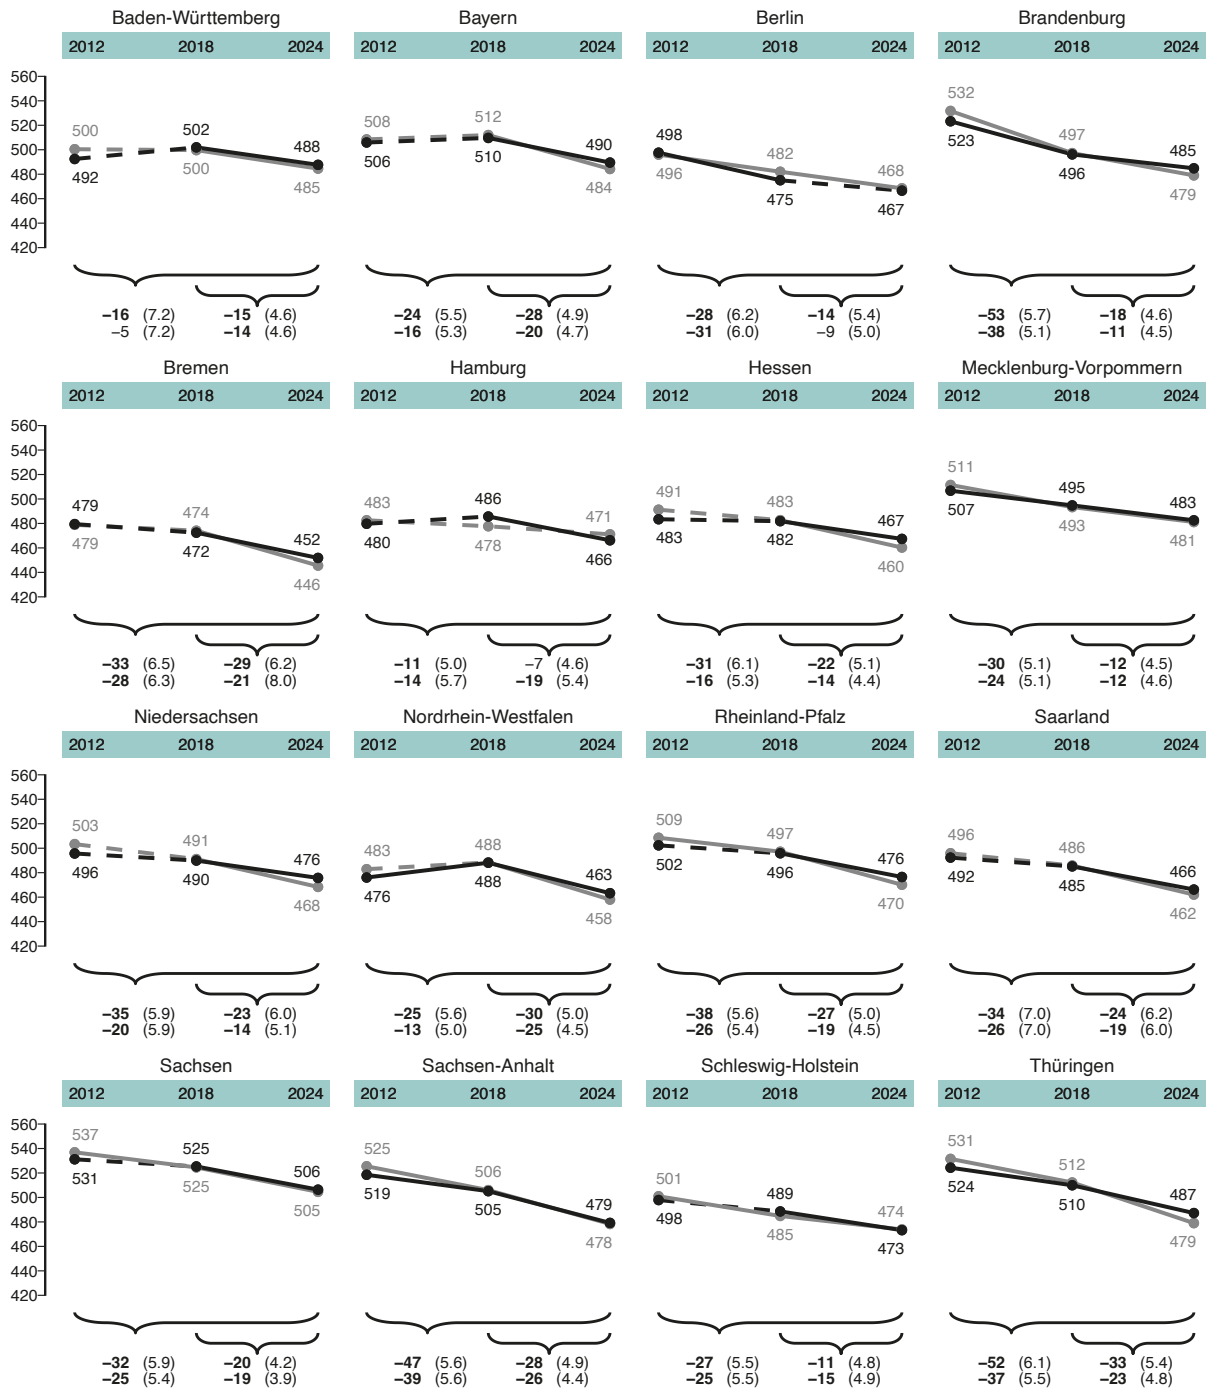 Baden-Württemberg Bayern Berlin Brandenburg
2012 2018 2024 2012 2018 2024 2012 2018 2024 2012 2018 2024
560
540
520
500
480
460
440
420
500 502 488
492 500 485
508 512 490
506 510 484
498 482 468
496 475 467
532 497 485
523 496 479
–16 (7.2) –15 (4.6) –24 (5.5) –28 (4.9) –28 (6.2) –14 (5.4) –53 (5.7) –18 (4.6)
–5 (7.2) –14 (4.6) –16 (5.3) –20 (4.7) –31 (6.0) –9 (5.0) –38 (5.1) –11 (4.5)
Bremen Hamburg Hessen Mecklenburg-Vorpommern
2012 2018 2024 2012 2018 2024 2012 2018 2024 2012 2018 2024
560
540
520
500
480
460
440
420
479 474 452
479 472 446
483 486 471
480 478 466
491 483 467
483 482 460
511 495 483
507 493 481
–33 (6.5) –29 (6.2) –11 (5.0) –7 (4.6) –31 (6.1) –22 (5.1) –30 (5.1) –12 (4.5)
–28 (6.3) –21 (8.0) –14 (5.7) –19 (5.4) –16 (5.3) –14 (4.4) –24 (5.1) –12 (4.6)
Niedersachsen Nordrhein-Westfalen Rheinland-Pfalz Saarland
2012 2018 2024 2012 2018 2024 2012 2018 2024 2012 2018 2024
560
540
520
500
480
460
440
420
503 491 476
496 490 468
483 488 463
476 488 458
509 497 476
502 496 470
496 486 466
492 485 462
–35 (5.9) –23 (6.0) –25 (5.6) –30 (5.0) –38 (5.6) –27 (5.0) –34 (7.0) –24 (6.2)
–20 (5.9) –14 (5.1) –13 (5.0) –25 (4.5) –26 (5.4) –19 (4.5) –26 (7.0) –19 (6.0)
Sachsen Sachsen-Anhalt Schleswig-Holstein Thüringen
2012 2018 2024 2012 2018 2024 2012 2018 2024 2012 2018 2024
560
540
520
500
480
460
440
420
537 525 506
531 525 505
525 506 479
519 505 478
501 489 474
498 485 473
531 512 487
524 510 479
–32 (5.9) –20 (4.2) –47 (5.6) –28 (4.9) –27 (5.5) –11 (4.8) –52 (6.1) –33 (5.4)
–25 (5.4) –19 (3.9) –39 (5.6) –26 (4.4) –25 (5.5) –15 (4.9) –37 (5.5) –23 (4.8)